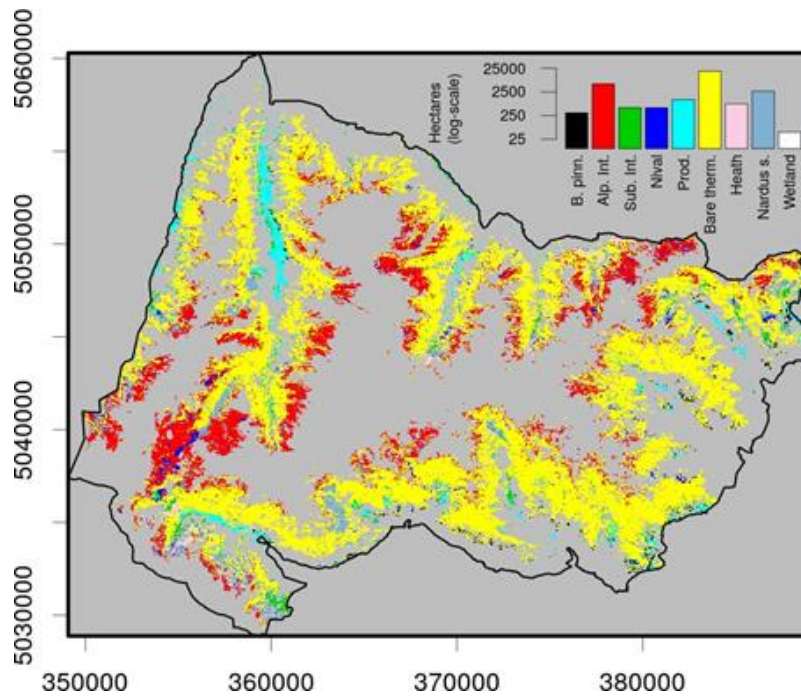 5060000
5050000
5040000
5030000
350000
360000
370000
380000
Hectares
(log-scale)
25000
2500
250
25
B. pinn.
Alp. Int.
Sub. Int.
Nival
Prod.
Bare therm.
Heath
Nardus s.
Wetland